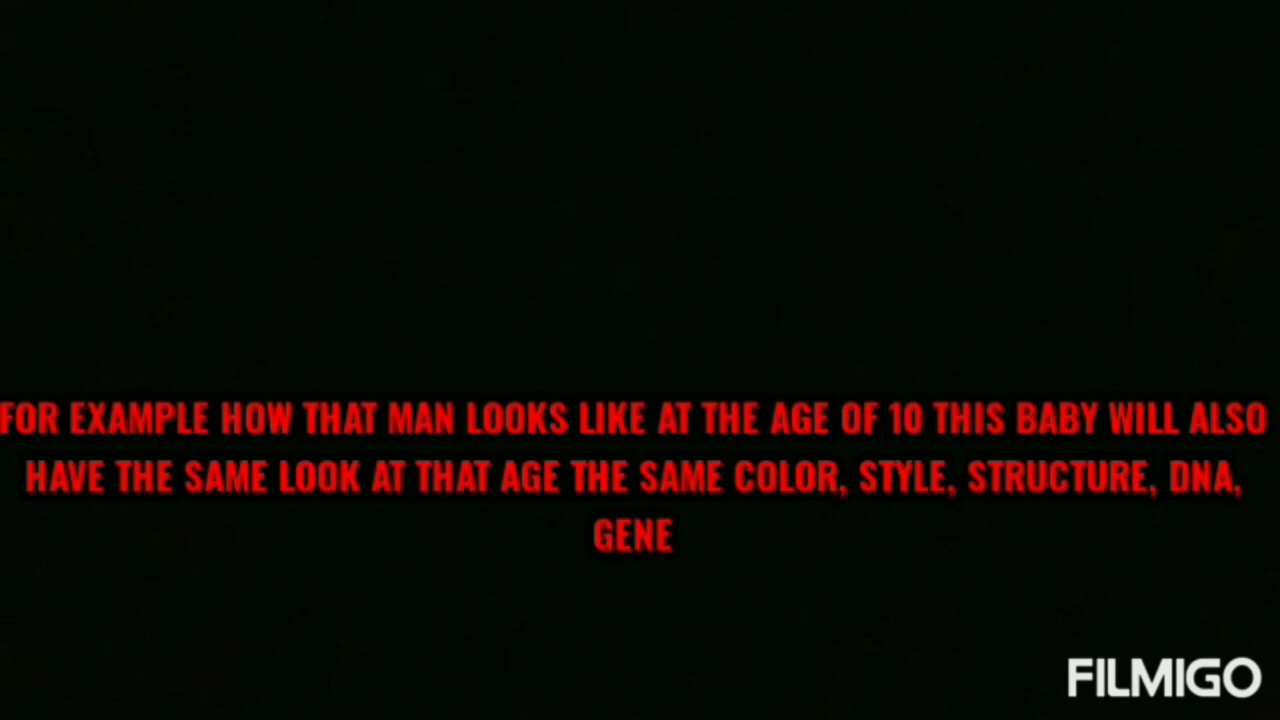 FOR EXAMPLE HOW THAT MAN LOOKS LIKE AT THE AGE OF 10 THIS BABY WILL ALSO
HAVE THE SAME LOOK AT THAT AGE THE SAME COLOR, STYLE, STRUCTURE, DNA,
GENE
FILMIGO